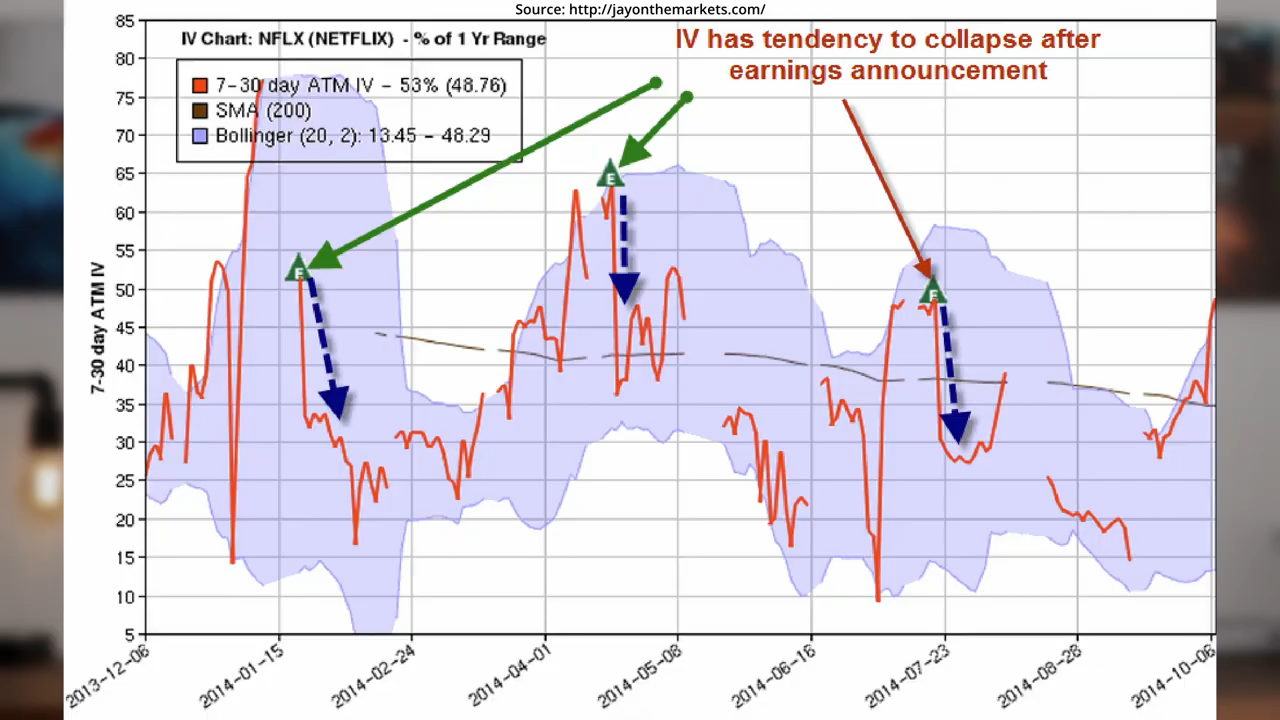 Source: http://jayonthemarkets.com/
IV Chart: NFLX (NETFLIX) - % of 1 Yr Range
IV has tendency to collapse after
earnings announcement
7-30 day ATM IV - 53% (48.76)
SMA (200)
Bollinger (20, 2): 13.45 - 48.29
7-30 day ATM IV
85
80
75
70
65
60
55
50
45
40
35
30
25
20
15
10
5
E
E
E
2013-12-06
2014-01-15
2014-02-24
2014-04-01
2014-05-08
2014-06-16
2014-07-23
2014-08-28
2014-10-06